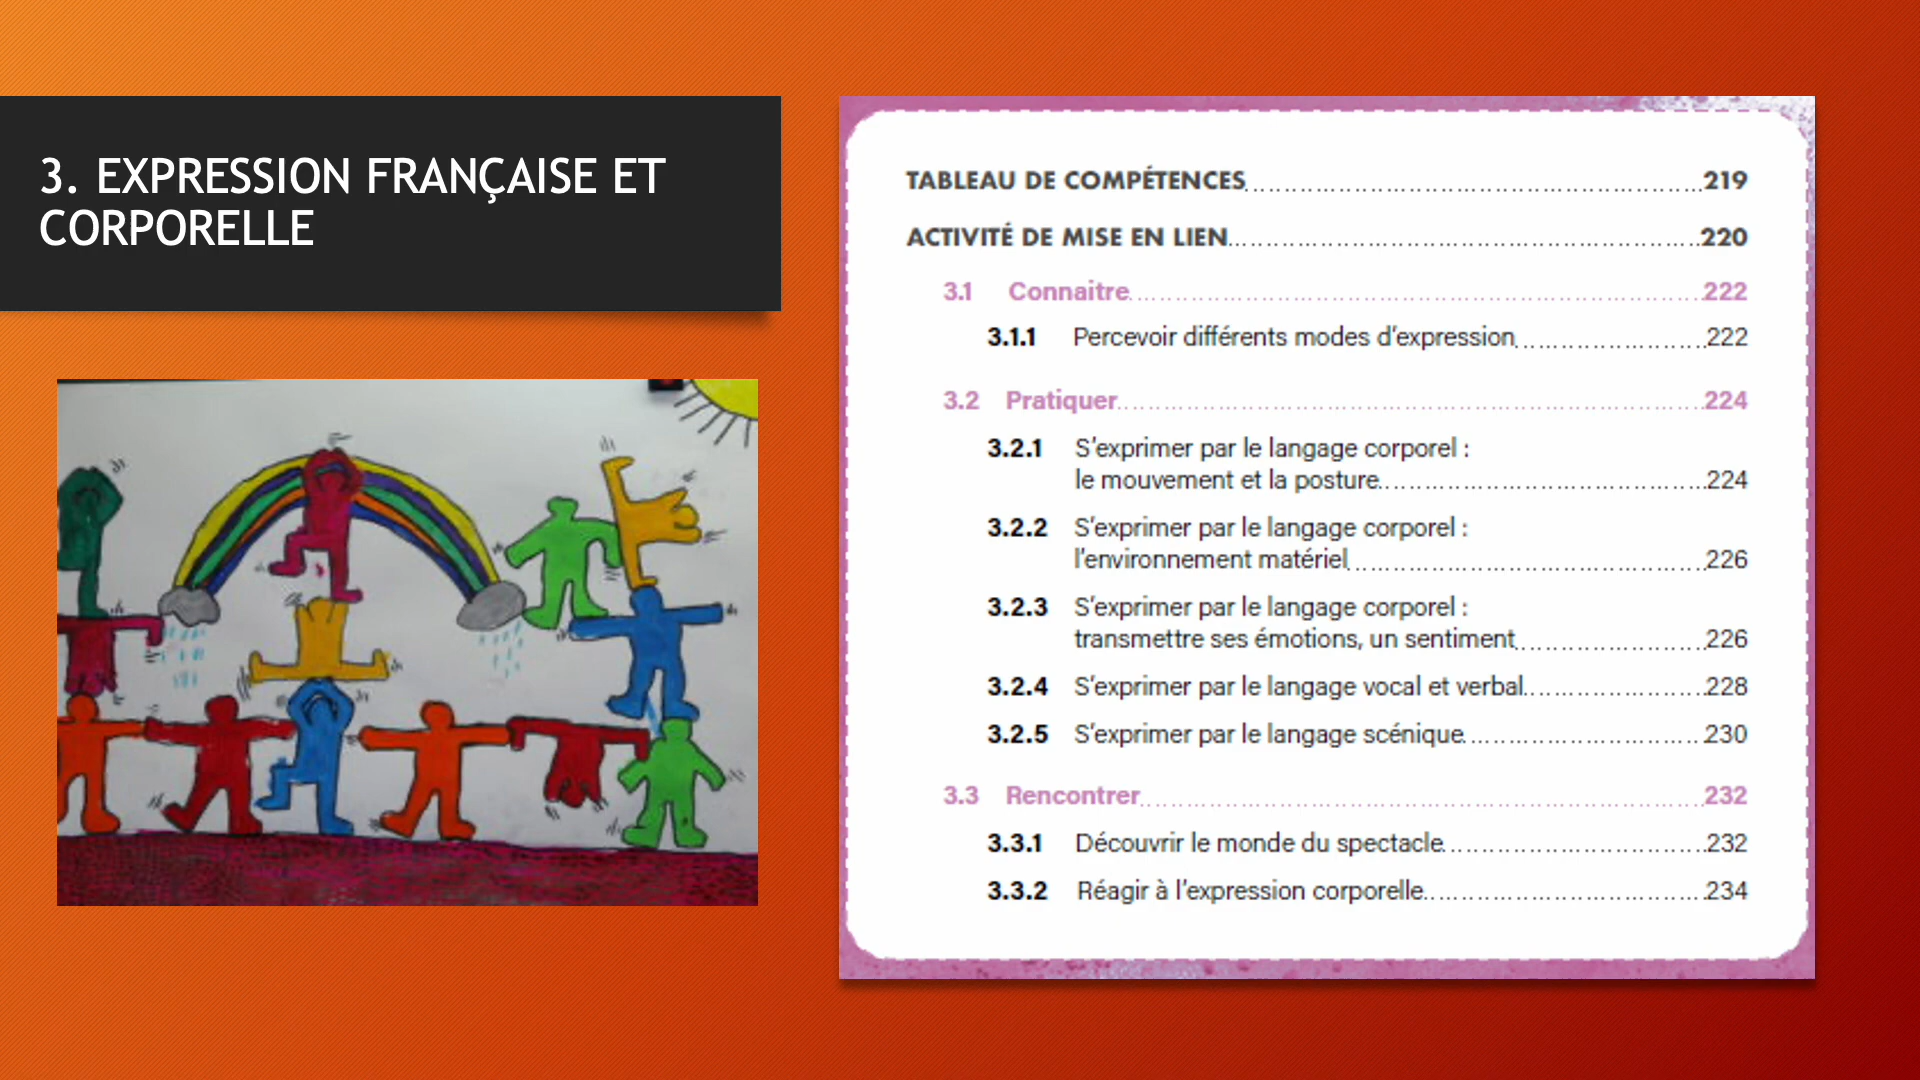 3. EXPRESSION FRANÇAISE ET
CORPORELLE
TABLEAU DE COMPÉTENCES 219
ACTIVITÉ DE MISE EN LIEN 220
3.1 Connaitre 222
3.1.1 Percevoir différents modes d'expression 222
3.2 Pratiquer 224
3.2.1 S'exprimer par le langage corporel :
le mouvement et la posture 224
3.2.2 S'exprimer par le langage corporel :
l'environnement matériel 226
3.2.3 S'exprimer par le langage corporel :
transmettre ses émotions, un sentiment 226
3.2.4 S'exprimer par le langage vocal et verbal 228
3.2.5 S'exprimer par le langage scénique 230
3.3 Rencontrer 232
3.3.1 Découvrir le monde du spectacle 232
3.3.2 Réagir à l'expression corporelle 234